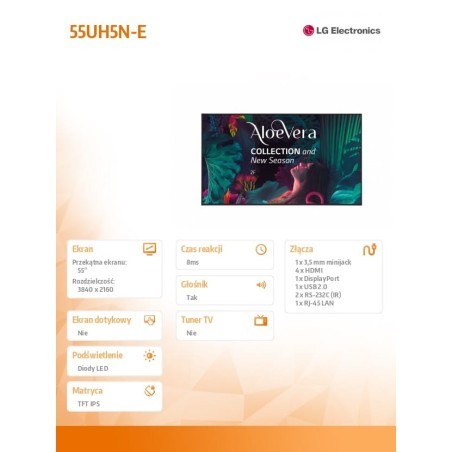 55UH5N-E
LG Electronics
AloeVera
COLLECTION and
New Season
2F
Ekran
Przekątna ekranu:
55"
Rozdzielczość:
3840 x 2160
Ekran dotykowy
Nie
Podświetlenie
Diody LED
Matryca
TFT IPS
Czas reakcji
8ms
Głośnik
Tak
Tuner TV
Nie
Złącza
1 x 3,5 mm minijack
4 x HDMI
1 x DisplayPort
1 x USB 2.0
2 x RS-232C (IR)
1 x RJ-45 LAN